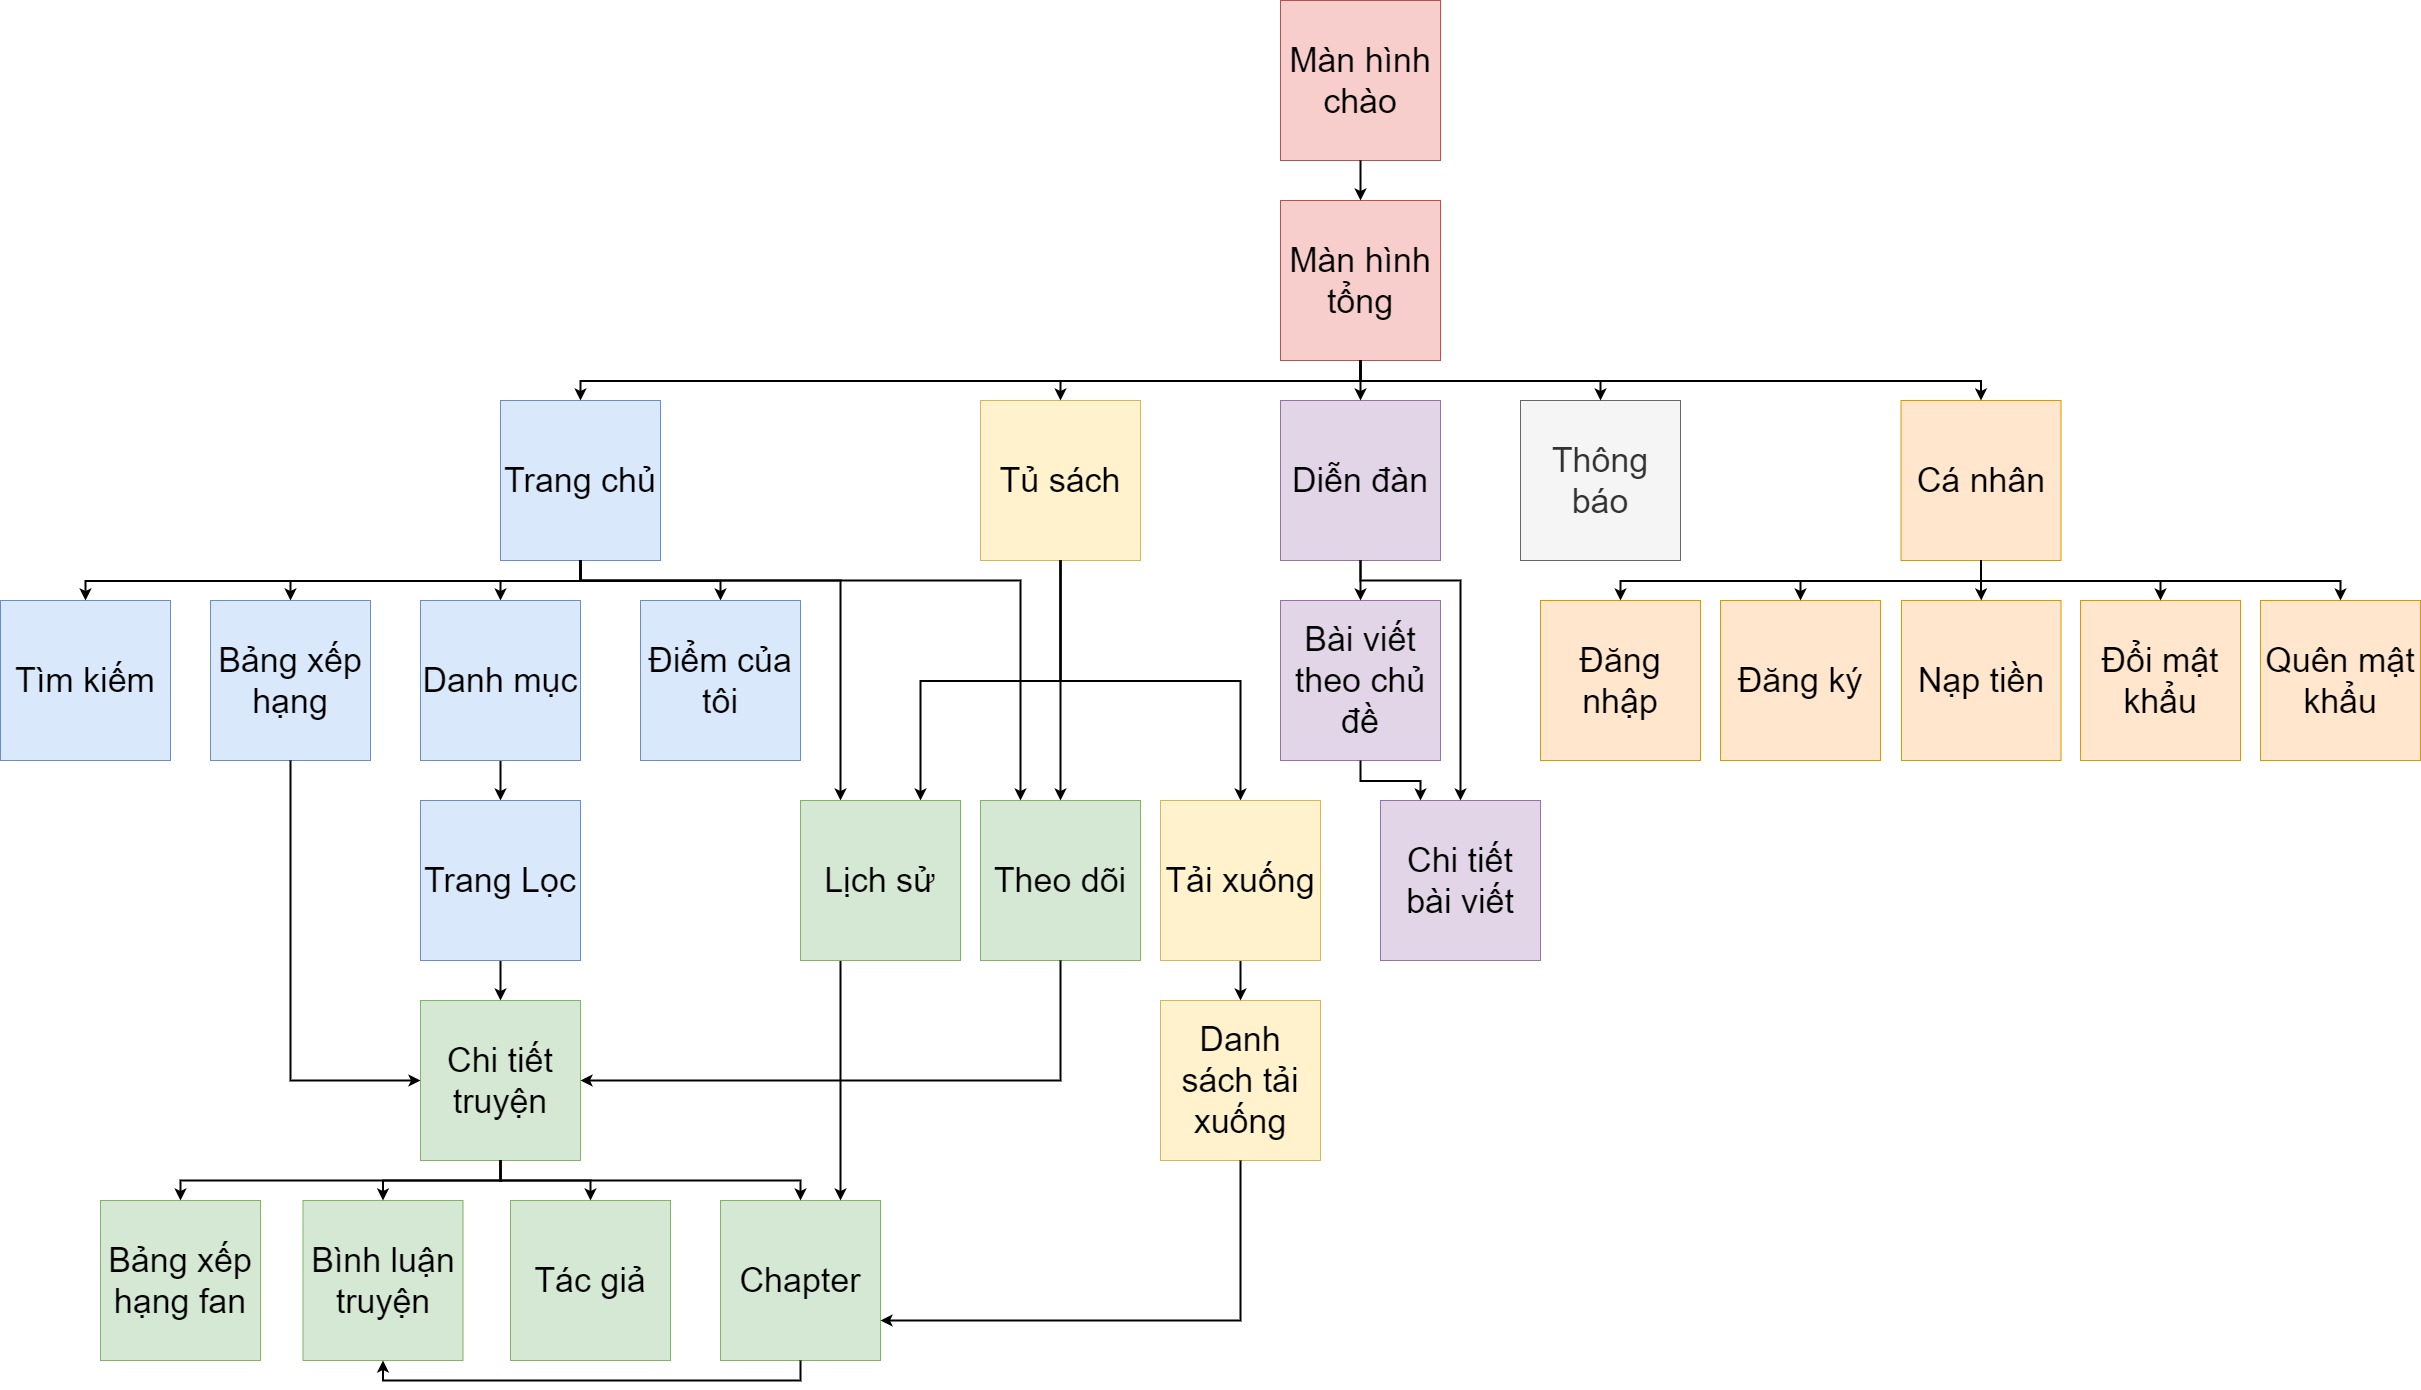 Màn hình
chào
Màn hình
tổng
Trang chủ
Tủ sách
Diễn đàn
Thông
báo
Cá nhân
Tìm kiếm
Bảng xếp
hạng
Danh mục
Điểm của
tôi
Bài viết
theo chủ
đề
Đăng
nhập
Đăng ký
Nạp tiền
Đổi mật
khẩu
Quên mật
khẩu
Trang Lọc
Lịch sử
Theo dõi
Tải xuống
Chi tiết
bài viết
Chi tiết
truyện
Danh
sách tải
xuống
Bảng xếp
hạng fan
Bình luận
truyện
Tác giả
Chapter